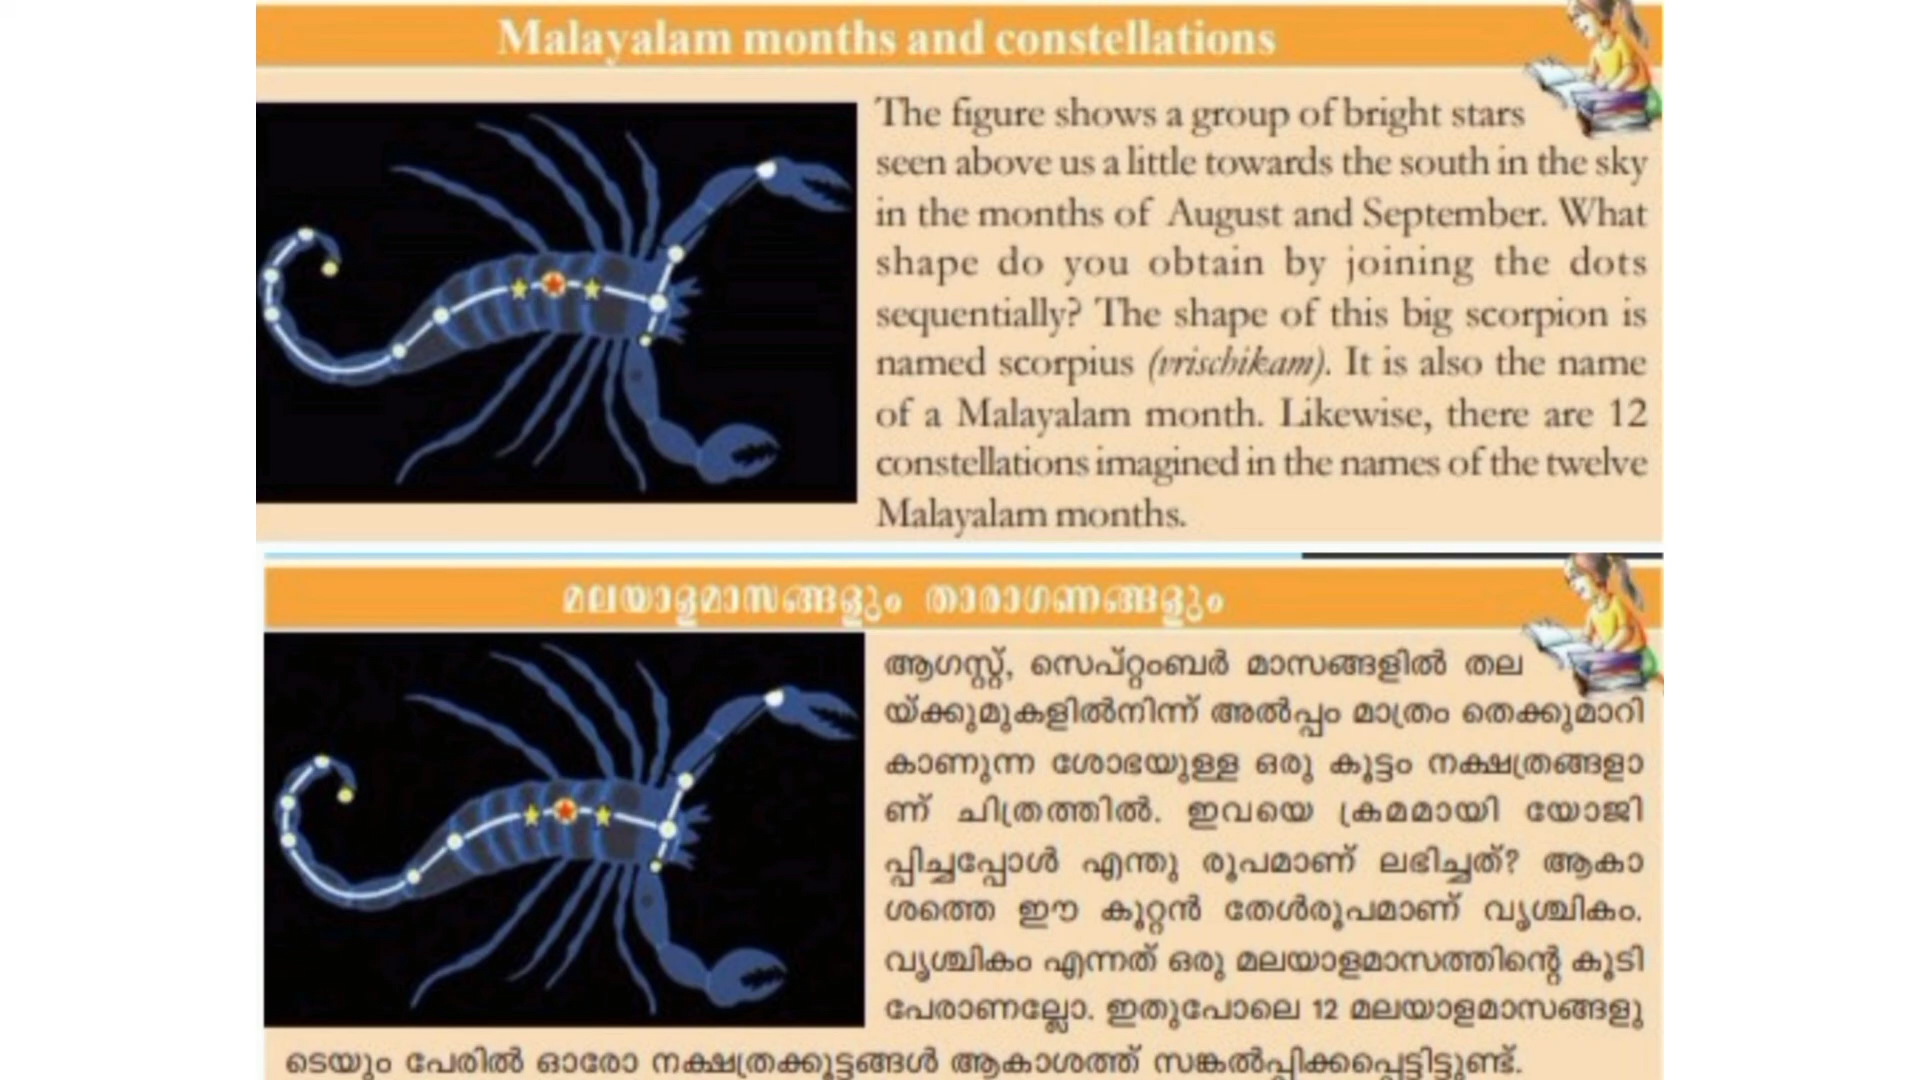 Malayalam months and constellations
The figure shows a group of bright stars
seen above us a little towards the south in the sky
in the months of August and September. What
shape do you obtain by joining the dots
sequentially? The shape of this big scorpion is
named scorpius (vrischikam). It is also the name
of a Malayalam month. Likewise, there are 12
constellations imagined in the names of the twelve
Malayalam months.
മലയാളമാസങ്ങളും താരാഗണങ്ങളും
ആഗസ്റ്റ്, സെപ്റ്റംബർ മാസങ്ങളിൽ തല
യ്ക്കുമുകളിൽനിന്ന് അൽപ്പം മാത്രം തെക്കുമാറി
കാണുന്ന ശോഭയുള്ള ഒരു കൂട്ടം നക്ഷത്രങ്ങളാ
ണ് ചിത്രത്തിൽ. ഇവയെ ക്രമമായി യോജി
പ്പിച്ചപ്പോൾ എന്തു രൂപമാണ് ലഭിച്ചത്? ആകാ
ശത്തെ ഈ കൂറ്റൻ തേൾരൂപമാണ് വൃശ്ചികം.
വൃശ്ചികം എന്നത് ഒരു മലയാളമാസത്തിന്റെ കൂടി
പേരാണല്ലോ. ഇതുപോലെ 12 മലയാളമാസങ്ങളു
ടെയും പേരിൽ ഓരോ നക്ഷത്രക്കൂട്ടങ്ങൾ ആകാശത്ത് സങ്കൽപ്പിക്കപ്പെട്ടിട്ടുണ്ട്.